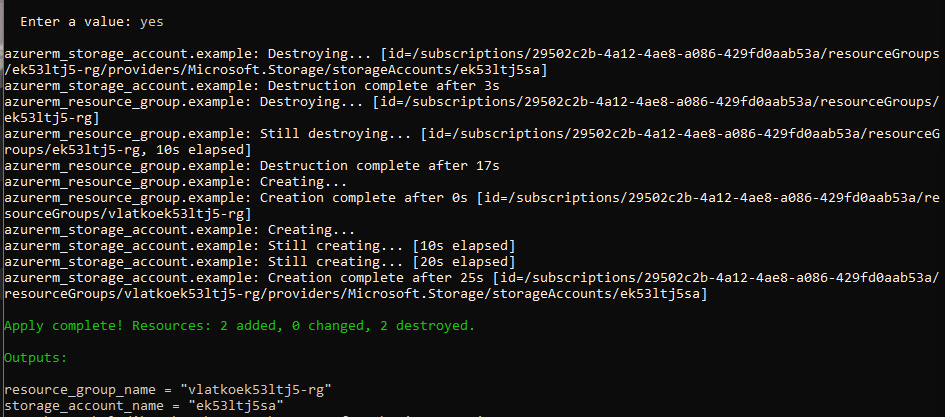 Enter a value: yes
azurerm_storage_account.example: Destroying... [id=/subscriptions/29502c2b-4a12-4ae8-a086-429fd0aab53a/resourceGroups
/ek53ltj5-rg/providers/Microsoft.Storage/storageAccounts/ek53ltj5sa]
azurerm_storage_account.example: Destruction complete after 3s
azurerm_resource_group.example: Destroying... [id=/subscriptions/29502c2b-4a12-4ae8-a086-429fd0aab53a/resourceGroups/
ek53ltj5-rg]
azurerm_resource_group.example: Still destroying... [id=/subscriptions/29502c2b-4a12-4ae8-a086-429fd0aab53a/resourceG
roups/ek53ltj5-rg, 10s elapsed]
azurerm_resource_group.example: Destruction complete after 17s
azurerm_resource_group.example: Creating...
azurerm_resource_group.example: Creation complete after 0s [id=/subscriptions/29502c2b-4a12-4ae8-a086-429fd0aab53a/re
sourceGroups/vlatkoek53ltj5-rg]
azurerm_storage_account.example: Creating...
azurerm_storage_account.example: Still creating... [10s elapsed]
azurerm_storage_account.example: Still creating... [20s elapsed]
azurerm_storage_account.example: Creation complete after 25s [id=/subscriptions/29502c2b-4a12-4ae8-a086-429fd0aab53a/
resourceGroups/vlatkoek53ltj5-rg/providers/Microsoft.Storage/storageAccounts/ek53ltj5sa]
Apply complete! Resources: 2 added, 0 changed, 2 destroyed.
Outputs:
resource_group_name = "vlatkoek53ltj5-rg"
storage_account_name = "ek53ltj5sa"